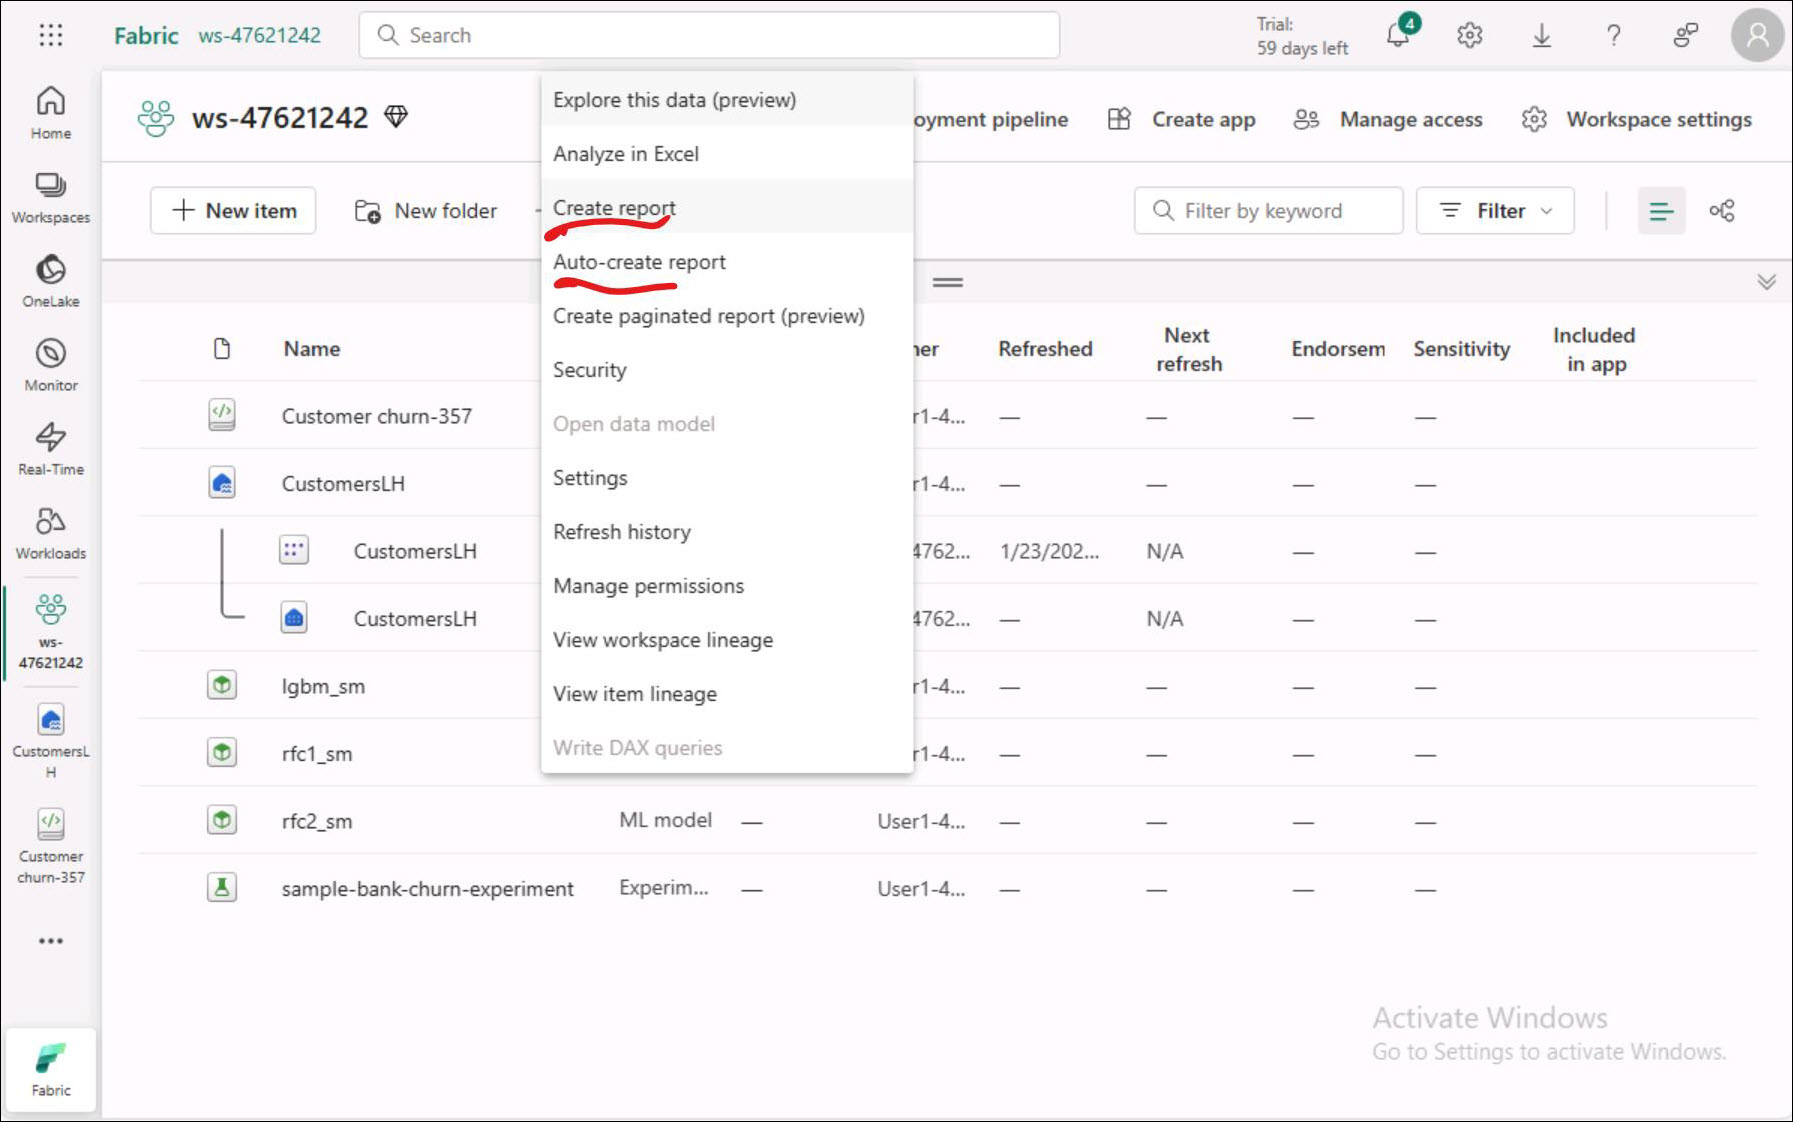 Fabric ws-47621242
Search
Trial:
59 days left
4
Home
Workspaces
OneLake
Monitor
Real-Time
Workloads
ws-
47621242
CustomersL
H
Customer
churn-357
Fabric
ws-47621242
oyment pipeline
Create app
Manage access
Workspace settings
New item
New folder
Filter by keyword
Filter
Explore this data (preview)
Analyze in Excel
Create report
Auto-create report
Create paginated report (preview)
Security
Open data model
Settings
Refresh history
Manage permissions
View workspace lineage
View item lineage
Write DAX queries
Name ner Refreshed Next refresh Endorsem Sensitivity Included in app
Customer churn-357 r1-4... — — — —
CustomersLH r1-4... — — — —
CustomersLH 4762... 1/23/202... N/A — —
CustomersLH 4762... — N/A — —
lgbm_sm r1-4... — — — —
rfc1_sm r1-4... — — — —
rfc2_sm ML model — User1-4... — — — —
sample-bank-churn-experiment Experim... — User1-4... — — — —
Activate Windows
Go to Settings to activate Windows.